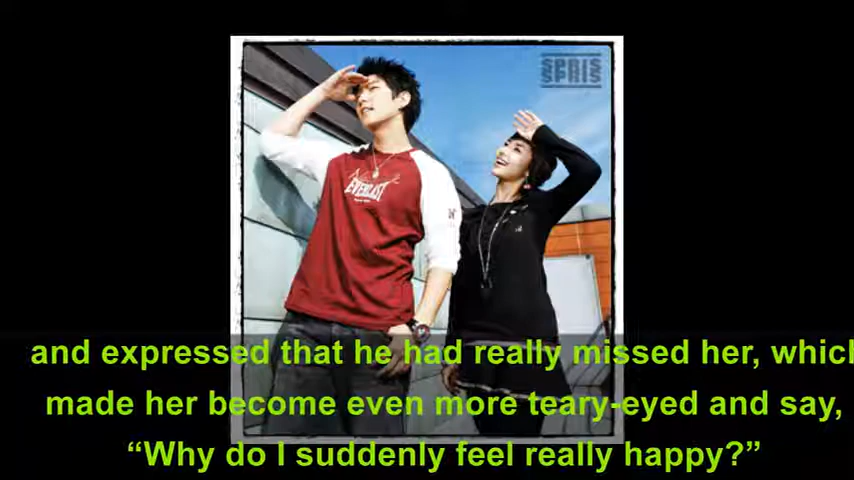 SPRIS
SPRIS
EVERLAST
and expressed that he had really missed her, which
made her become even more teary-eyed and say,
“Why do I suddenly feel really happy?”